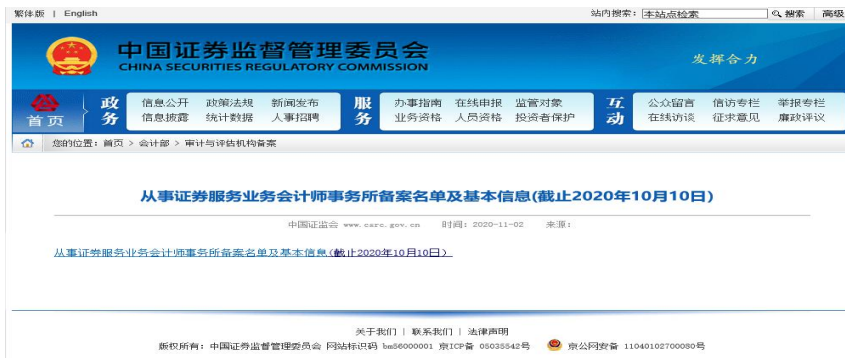 繁体版 | English 站内搜索: 本站点检索 搜索 高级
中国证券监督管理委员会
CHINA SECURITIES REGULATORY COMMISSION
发挥合力
首页 政务 信息公开 政策法规 新闻发布 服务 办事指南 在线申报 监管对象 互动 公众留言 信访专栏 举报专栏
信息披露 统计数据 人事招聘 业务资格 人员资格 投资者保护 在线访谈 征求意见 廉政评议
您的位置: 首页 > 会计部 > 审计与评估机构备案
从事证券服务业务会计师事务所备案名单及基本信息(截止2020年10月10日)
中国证监会 www.csrc.gov.cn 时间: 2020-11-02 来源:
从事证券服务业务会计师事务所备案名单及基本信息(截止2020年10月10日)
关于我们 | 联系我们 | 法律声明
版权所有: 中国证券监督管理委员会 网站标识码 bm56000001 京ICP备 05035542号 京公网安备 11040102700080号